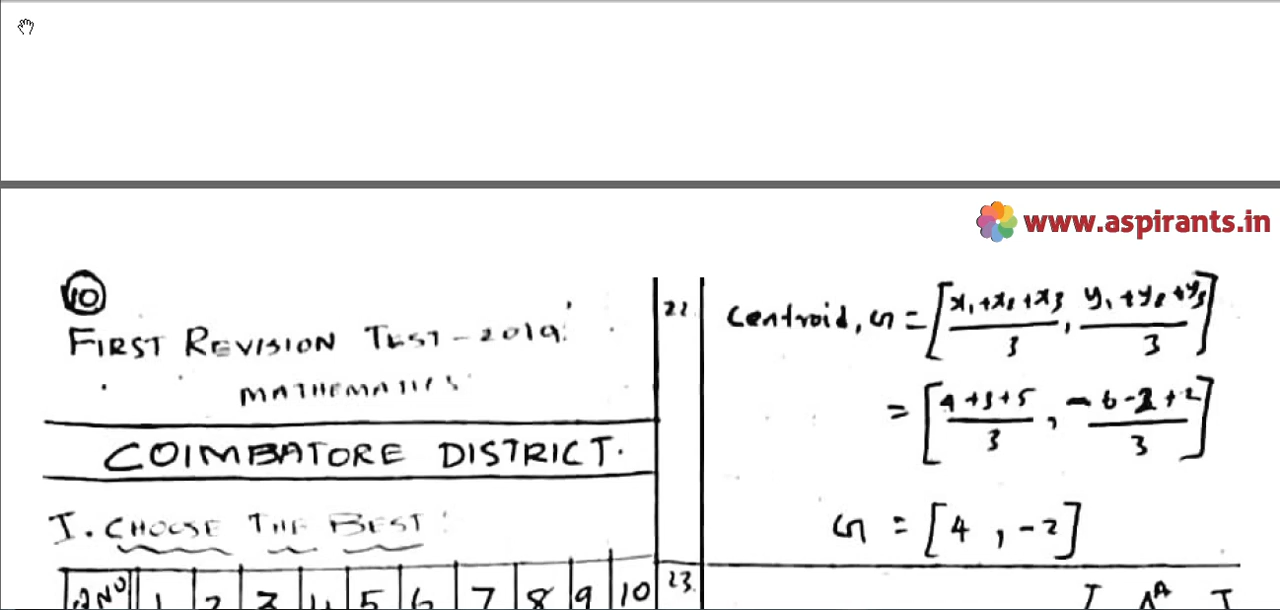 www.aspirants.in
10
FIRST REVISION TEST - 2019.
MATHEMATICS
COIMBATORE DISTRICT.
I. CHOOSE THE BEST:
1 2 3 4 5 6 7 8 9 10
22. Centroid, G = [x₁+x₂+x₃/3, y₁+y₂+y₃/3]
= [4+3+5/3, -6-2+2/3]
G = [4, -2]
23.